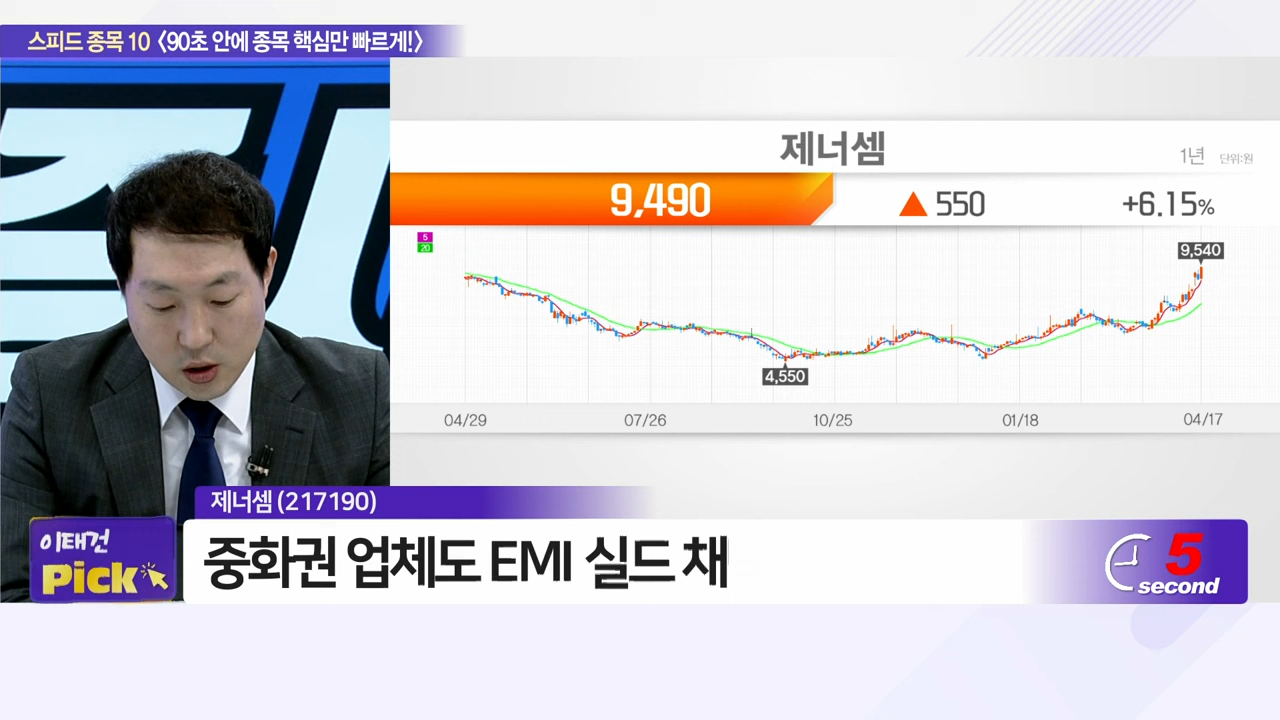 스피드 종목 10 〈90초 안에 종목 핵심만 빠르게!〉
제너셈
1년 단위:원
9,490 ▲ 550 +6.15%
5
20
9,540
4,550
04/29 07/26 10/25 01/18 04/17
제너셈 (217190)
이태건
Pick
중화권 업체도 EMI 실드 채
5
second